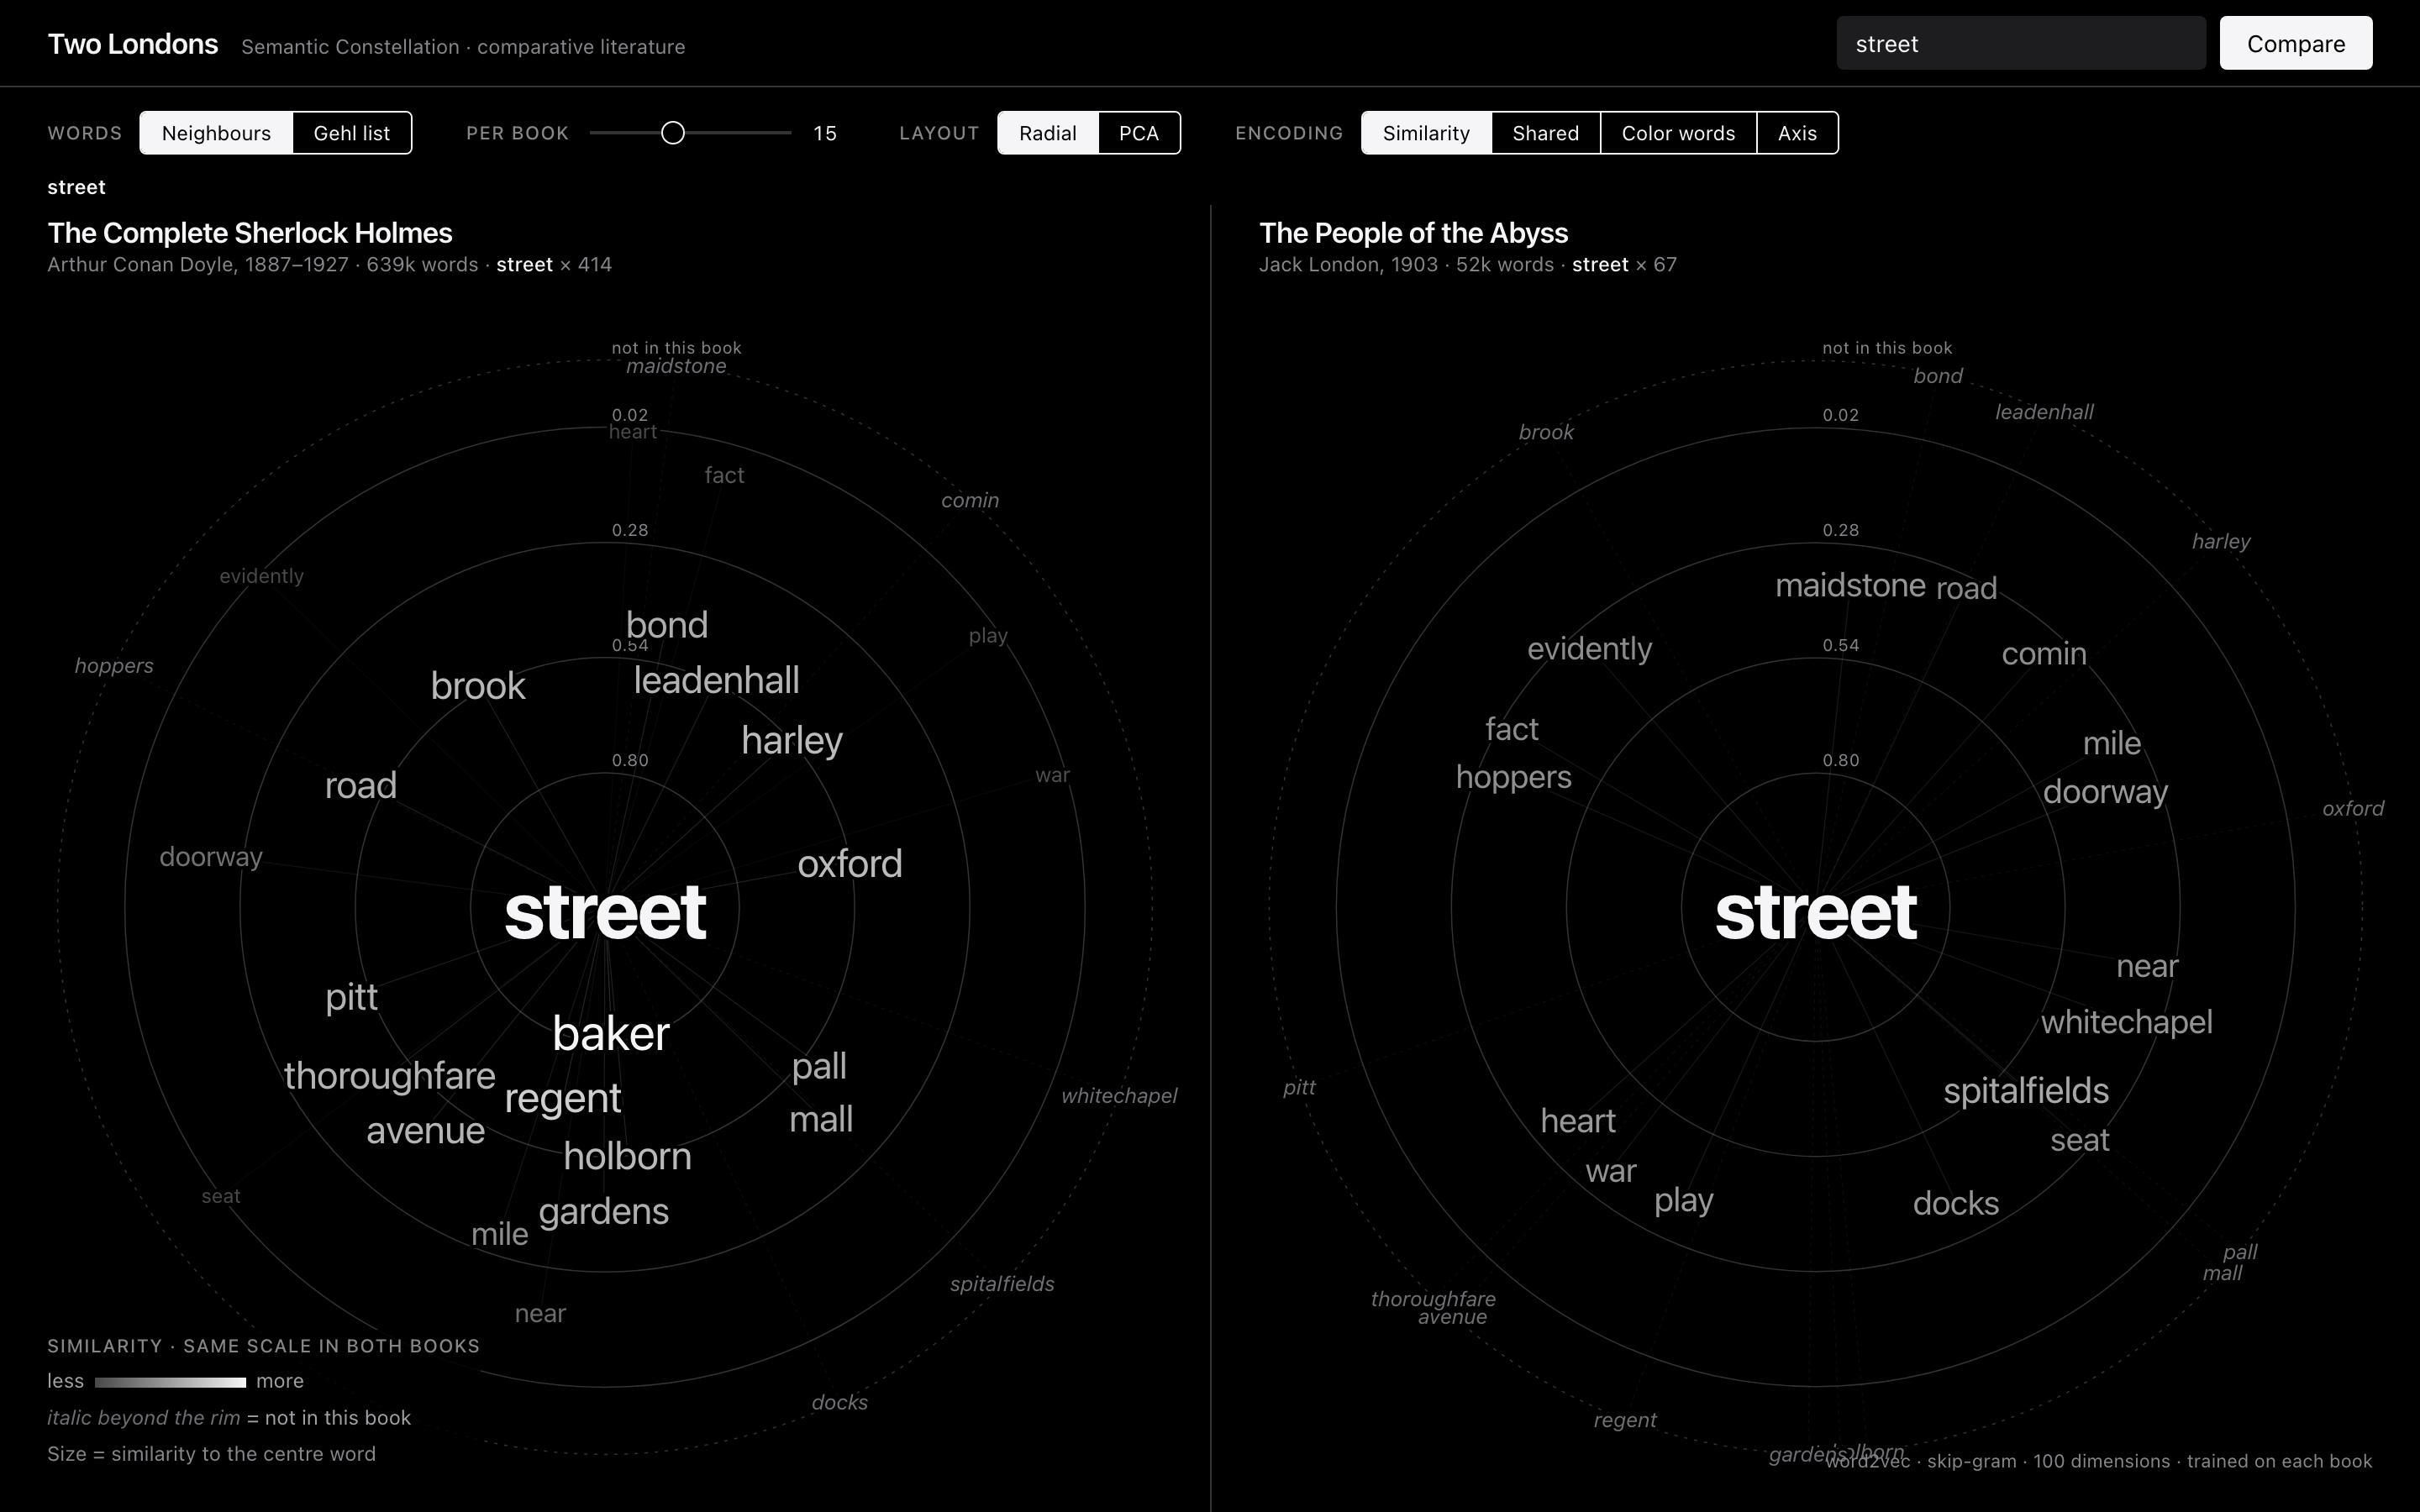 Two Londons Semantic Constellation · comparative literature
street
Compare
WORDS Neighbours Gehl list PER BOOK 15 LAYOUT Radial PCA ENCODING Similarity Shared Color words Axis
street
The Complete Sherlock Holmes
Arthur Conan Doyle, 1887–1927 · 639k words · street × 414
not in this book
maidstone
0.02
heart
fact
comin
0.28
evidently
bond
play
0.54
hoppers
brook
leadenhall
harley
0.80
war
road
doorway
oxford
street
pitt
baker
pall
thoroughfare
regent
whitechapel
mall
avenue
holborn
seat
gardens
mile
spitalfields
near
docks
SIMILARITY · SAME SCALE IN BOTH BOOKS
less more
italic beyond the rim = not in this book
Size = similarity to the centre word
The People of the Abyss
Jack London, 1903 · 52k words · street × 67
not in this book
bond
leadenhall
0.02
brook
0.28
harley
maidstone road
0.54
evidently
comin
fact
mile
0.80
hoppers
doorway
oxford
street
near
whitechapel
pitt
spitalfields
heart
seat
war
play
docks
pall
mall
thoroughfare
avenue
regent
gardens
word2vec · skip-gram · 100 dimensions · trained on each book